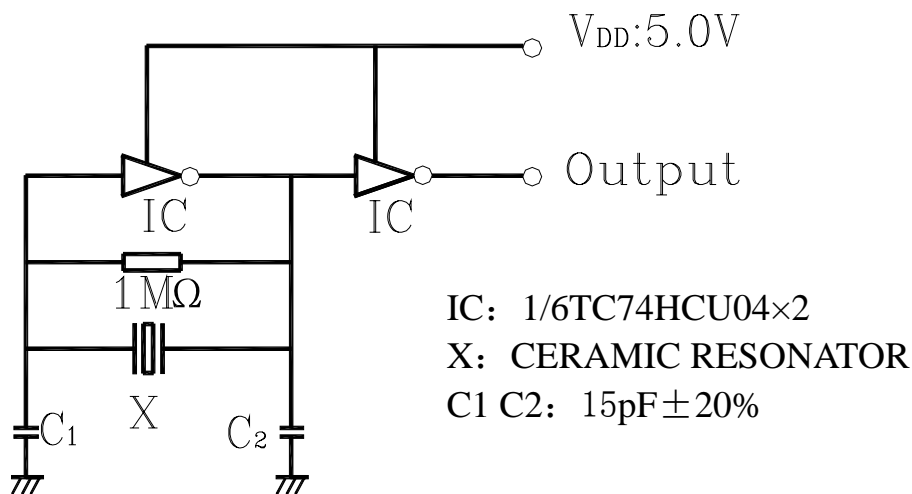 VDD:5.0V
Output
IC
IC
1MΩ
X
C1
C2
IC：1/6TC74HCU04×2
X：CERAMIC RESONATOR
C1 C2：15pF±20%